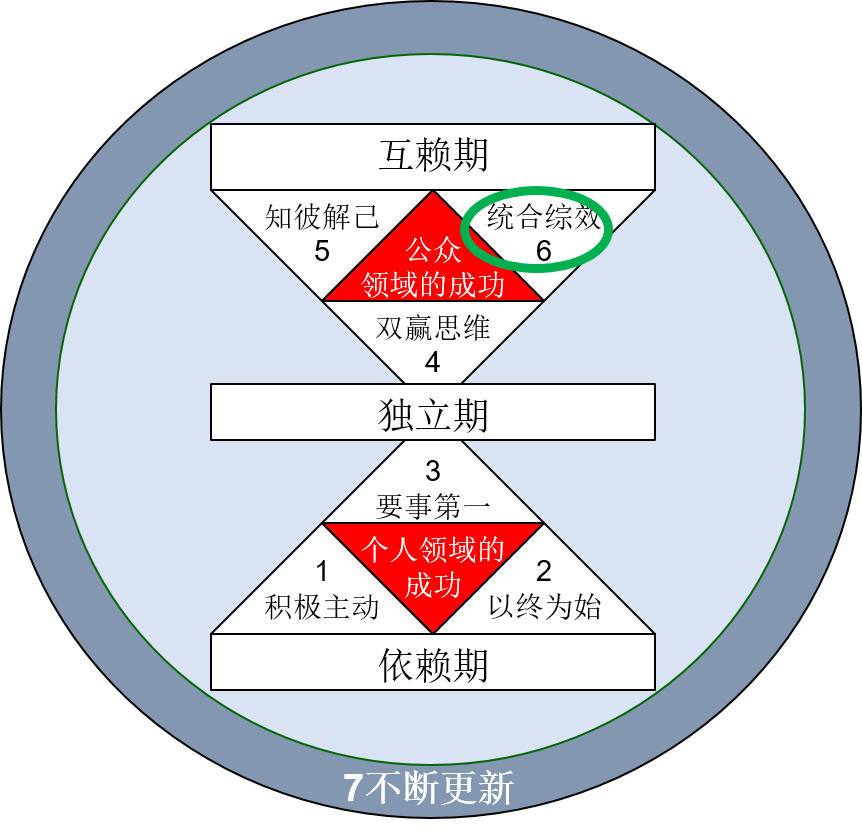 互赖期
知彼解己
5
统合综效
6
公众
领域的成功
双赢思维
4
独立期
3
要事第一
个人领域的
成功
1
积极主动
2
以终为始
依赖期
7不断更新